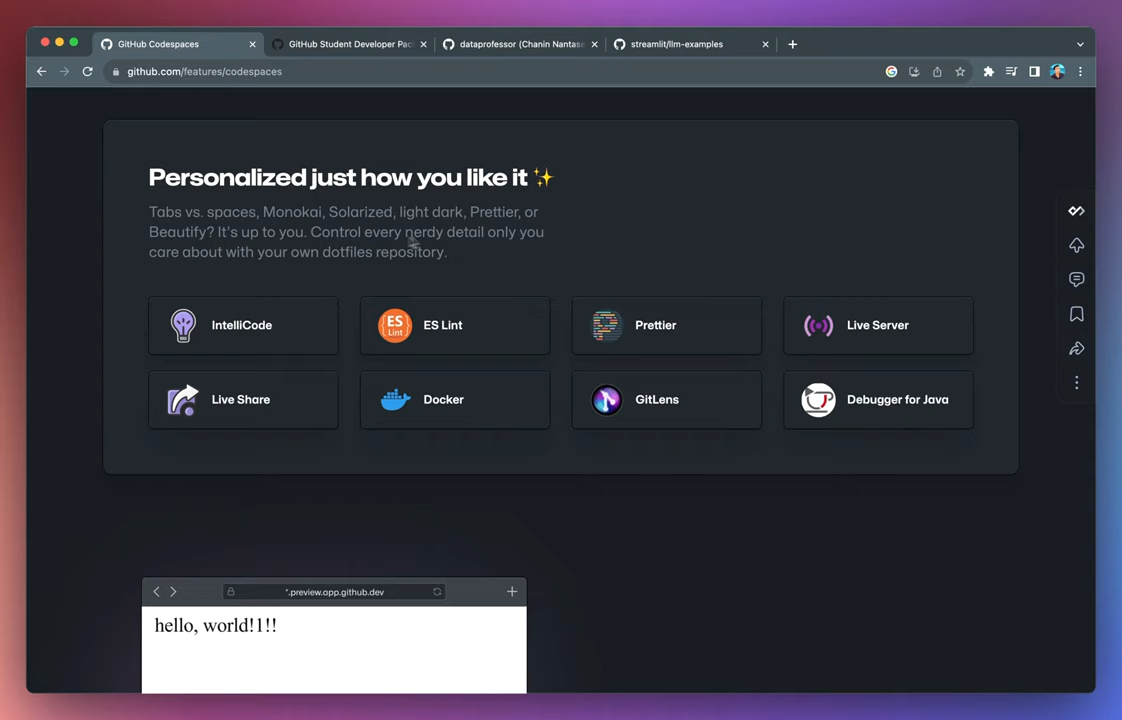 GitHub Codespaces
GitHub Student Developer Pac
dataprofessor (Chanin Nantase
streamlit/llm-examples
github.com/features/codespaces
Personalized just how you like it ✨
Tabs vs. spaces, Monokai, Solarized, light dark, Prettier, or
Beautify? It's up to you. Control every nerdy detail only you
care about with your own dotfiles repository.
IntelliCode
ES
Lint
ES Lint
Prettier
Live Server
Live Share
Docker
GitLens
Debugger for Java
*.preview.app.github.dev
hello, world!1!!